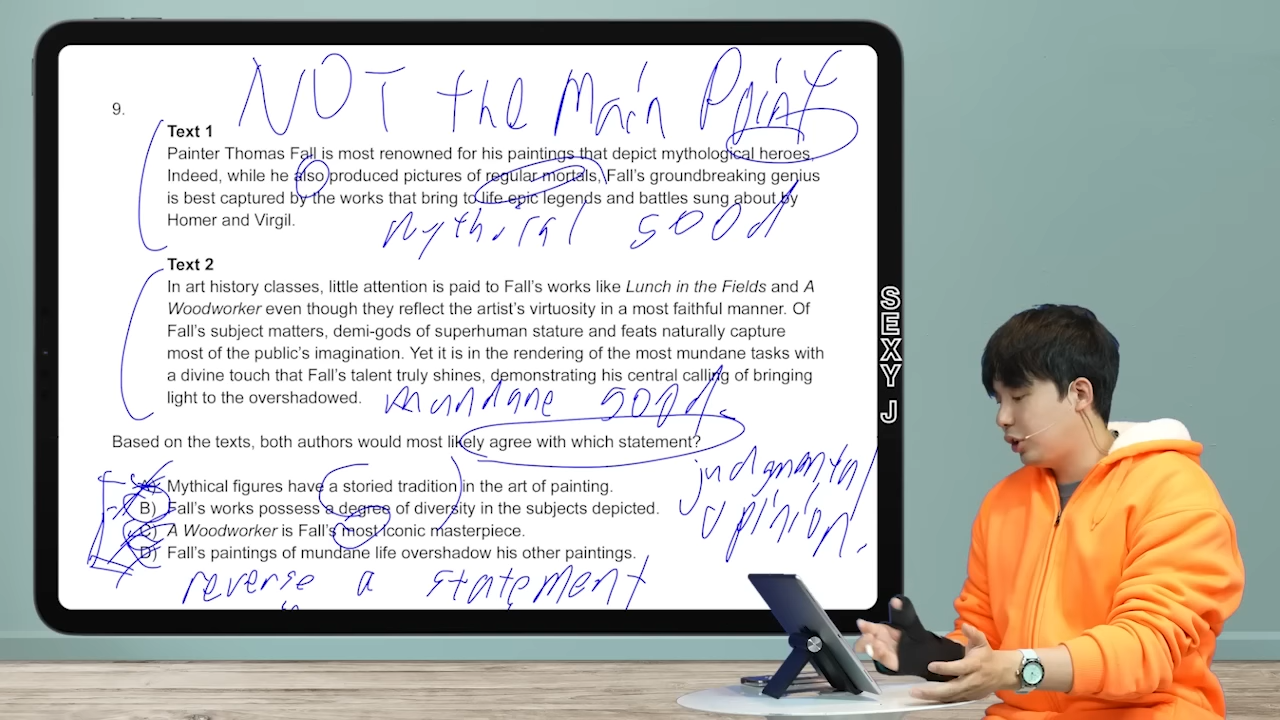 NOT the Main Point
9.
Text 1
Painter Thomas Fall is most renowned for his paintings that depict mythological heroes.
Indeed, while he also produced pictures of regular mortals, Fall's groundbreaking genius
is best captured by the works that bring to life epic legends and battles sung about by
Homer and Virgil.
mythical good
Text 2
In art history classes, little attention is paid to Fall's works like Lunch in the Fields and A
Woodworker even though they reflect the artist's virtuosity in a most faithful manner. Of
Fall's subject matters, demi-gods of superhuman stature and feats naturally capture
most of the public's imagination. Yet it is in the rendering of the most mundane tasks with
a divine touch that Fall's talent truly shines, demonstrating his central calling of bringing
light to the overshadowed.
mundane good.
Based on the texts, both authors would most likely agree with which statement?
A) Mythical figures have a storied tradition in the art of painting.
B) Fall's works possess a degree of diversity in the subjects depicted.
C) A Woodworker is Fall's most iconic masterpiece.
D) Fall's paintings of mundane life overshadow his other paintings.
judgmental
opinion.
reverse a statement
SEXY J